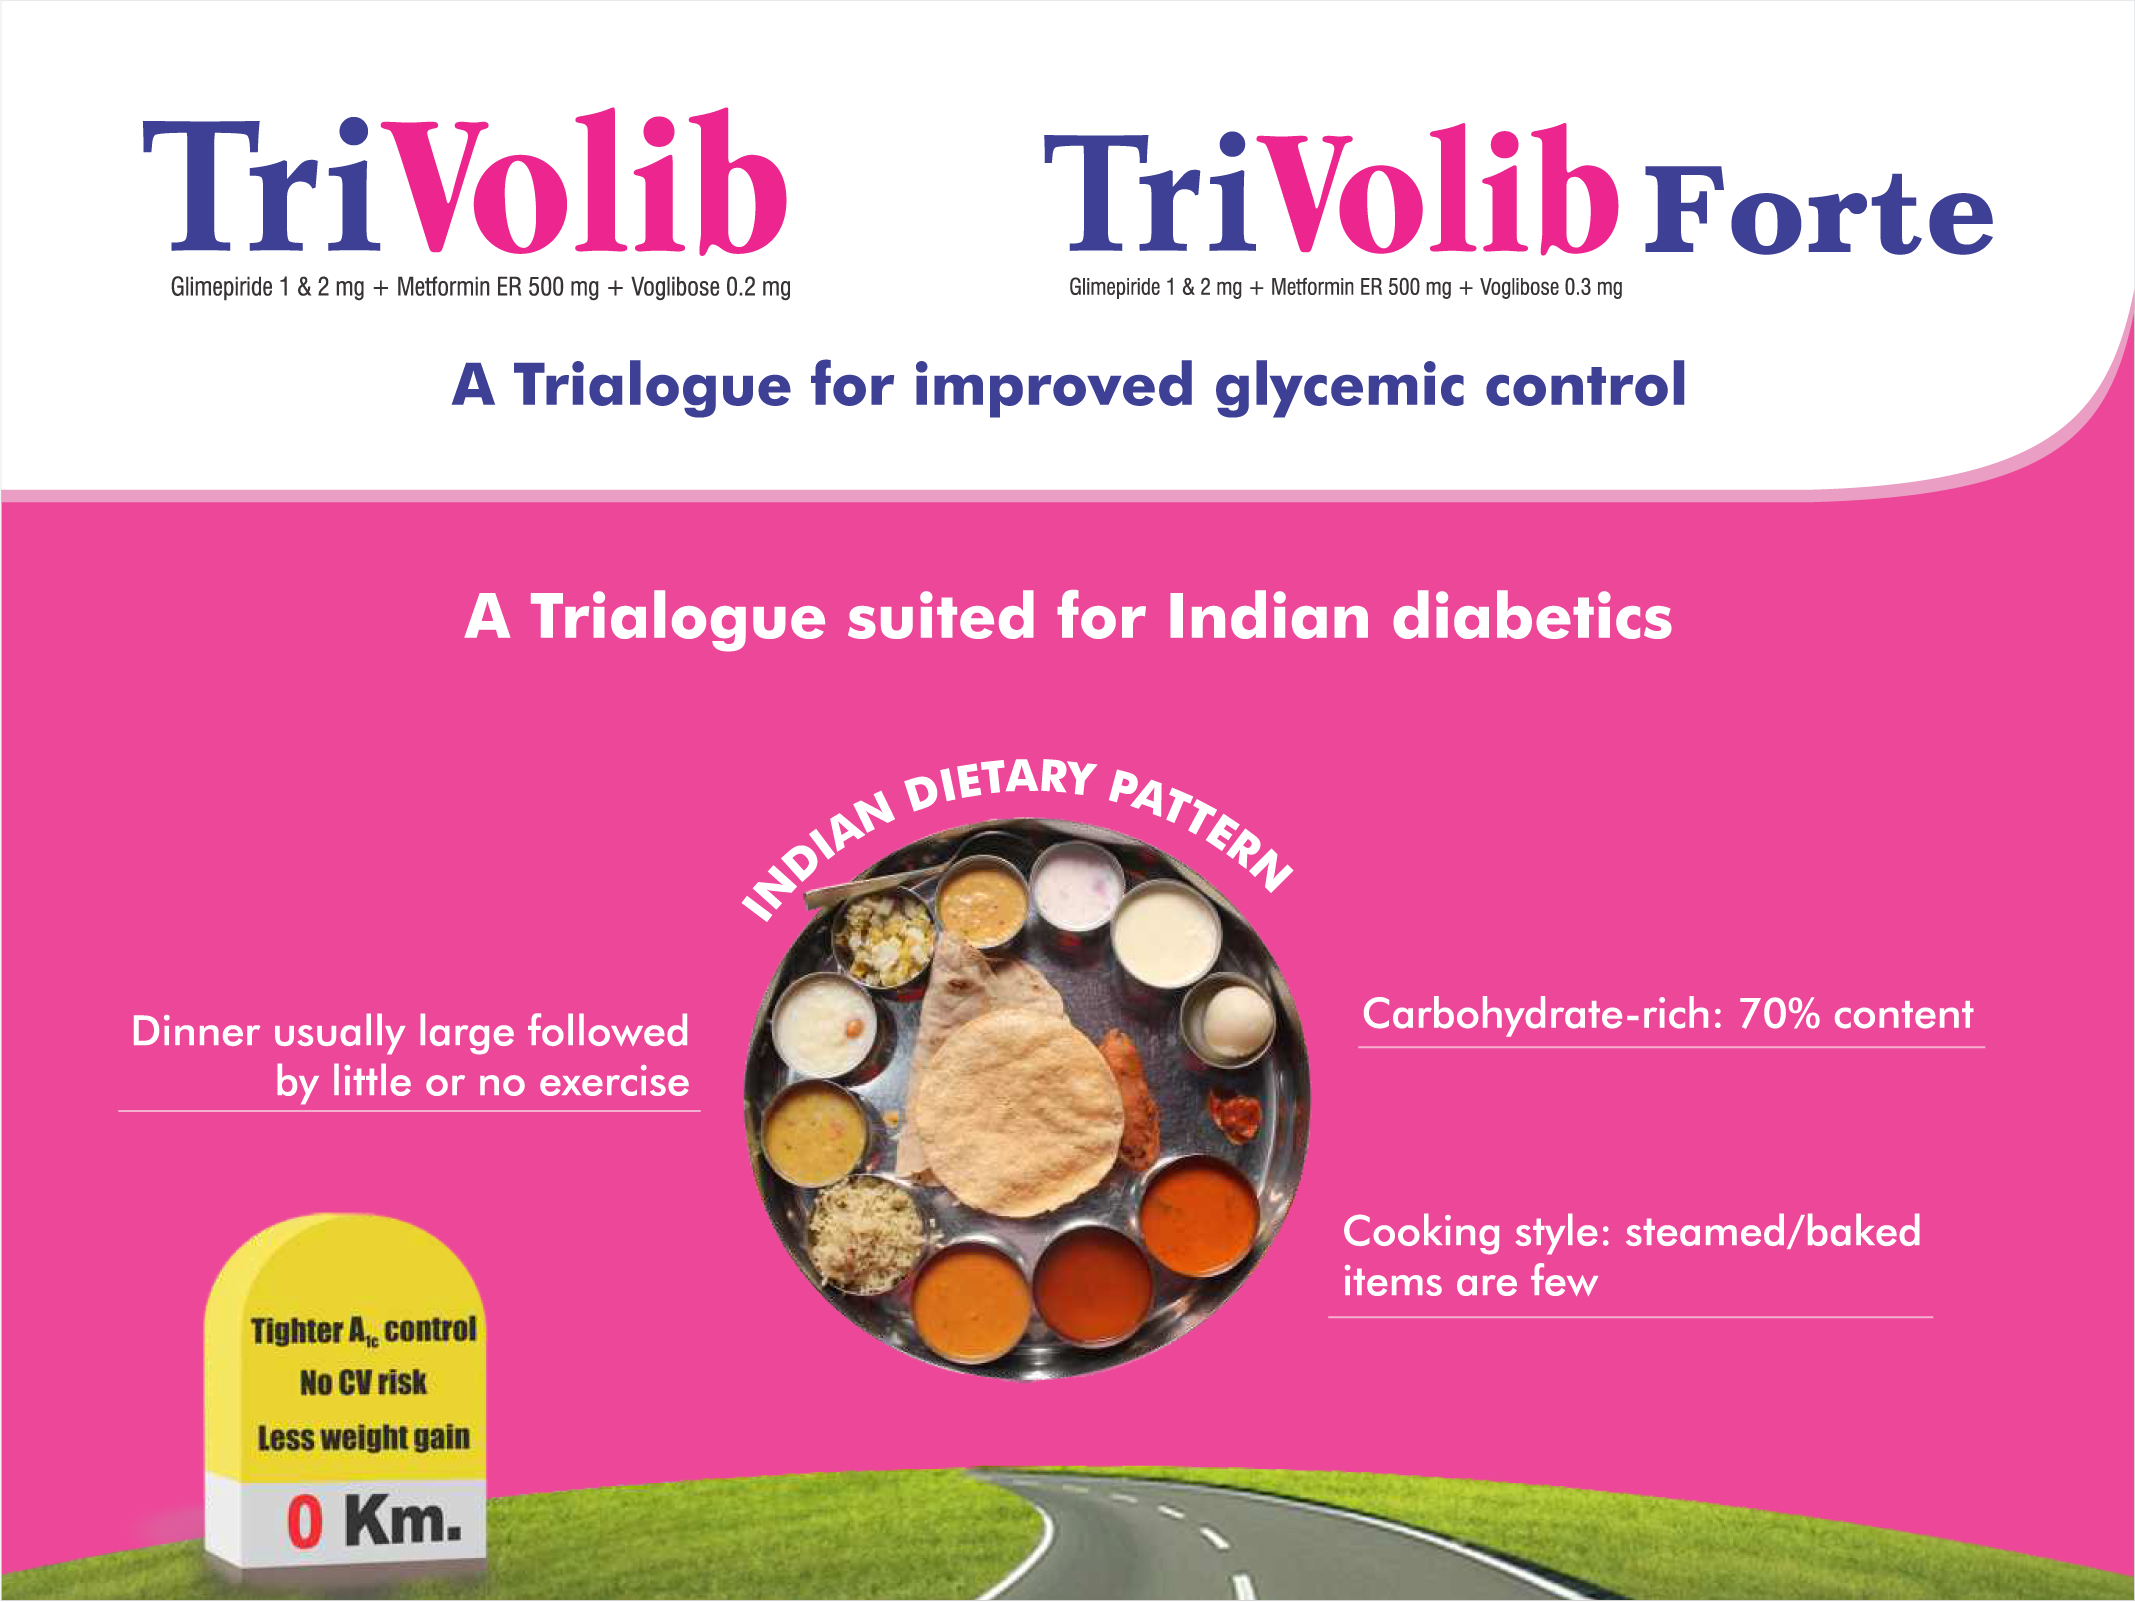 TriVolib
Glimepiride 1 & 2 mg + Metformin ER 500 mg + Voglibose 0.2 mg
TriVolib Forte
Glimepiride 1 & 2 mg + Metformin ER 500 mg + Voglibose 0.3 mg
A Trialogue for improved glycemic control
A Trialogue suited for Indian diabetics
INDIAN DIETARY PATTERN
Dinner usually large followed
by little or no exercise
Carbohydrate-rich: 70% content
Cooking style: steamed/baked
items are few
Tighter A1c control
No CV risk
Less weight gain
0 Km.